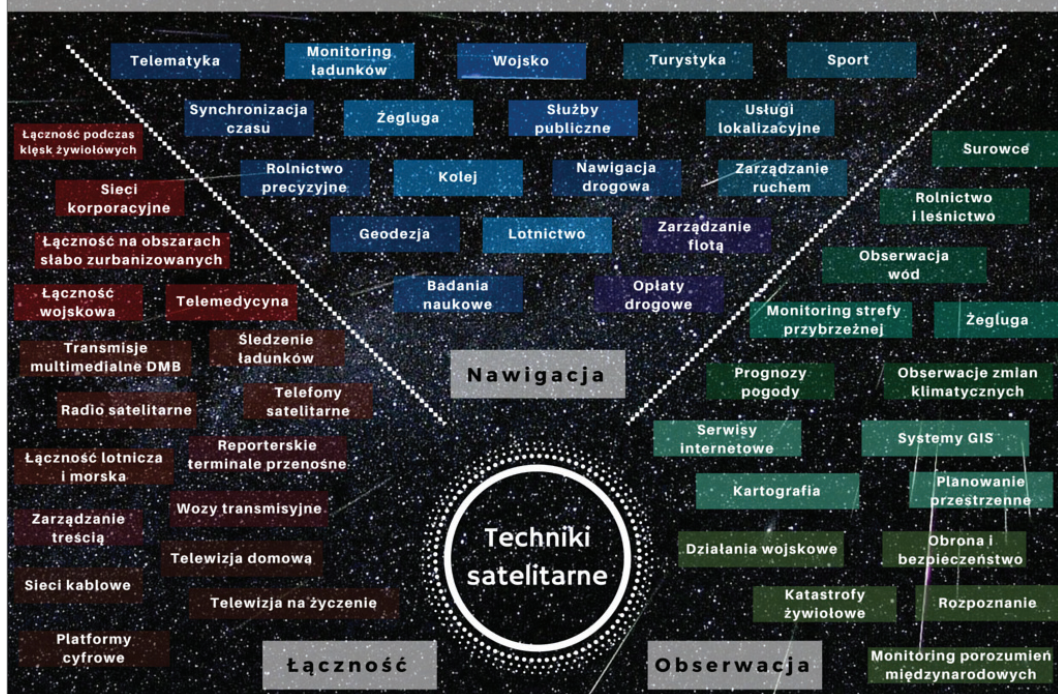 Telematyka
Monitoring
ładunków
Wojsko
Turystyka
Sport
Synchronizacja
czasu
Żegluga
Służby
publiczne
Usługi
lokalizacyjne
Rolnictwo
precyzyjne
Kolej
Nawigacja
drogowa
Zarządzanie
ruchem
Geodezja
Lotnictwo
Zarządzanie
flotą
Badania
naukowe
Opłaty
drogowe
Nawigacja
Łączność podczas
klęsk żywiołowych
Sieci
korporacyjne
Łączność na obszarach
słabo zurbanizowanych
Łączność
wojskowa
Telemedycyna
Transmisje
multimedialne DMB
Śledzenie
ładunków
Radio satelitarne
Telefony
satelitarne
Łączność lotnicza
i morska
Reporterskie
terminale przenośne
Zarządzanie
treścią
Wozy transmisyjne
Telewizja domową
Sieci kablowe
Telewizja na życzenię
Platformy
cyfrowe
Łączność
Techniki
satelitarne
Surowce
Rolnictwo
i leśnictwo
Obserwacja
wód
Monitoring strefy
przybrzeżnej
Żegluga
Prognozy
pogody
Obserwacje zmian
klimatycznych
Serwisy
internetowe
Systemy GIS
Kartografia
Planowanie
przestrzenne
Działania wojskowe
Obrona i
bezpieczeństwo
Katastrofy
żywiołowe
Rozpoznanie
Monitoring porozumień
międzynarodowych
Obserwacja